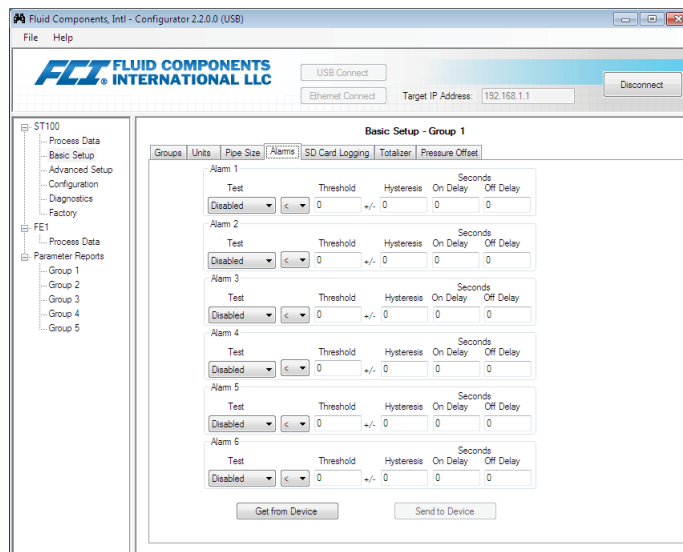 Fluid Components, Intl - Configurator 2.2.0.0 (USB)
File Help
FCI. FLUID COMPONENTS
® INTERNATIONAL LLC
USB Connect
Ethernet Connect Target IP Address: 192.168.1.1
Disconnect
ST100
Process Data
Basic Setup
Advanced Setup
Configuration
Diagnostics
Factory
FE1
Process Data
Parameter Reports
Group 1
Group 2
Group 3
Group 4
Group 5
Basic Setup - Group 1
Groups Units Pipe Size Alarms SD Card Logging Totalizer Pressure Offset
Alarm 1
Seconds
Test Threshold Hysteresis On Delay Off Delay
Disabled < 0 +/- 0 0 0
Alarm 2
Seconds
Test Threshold Hysteresis On Delay Off Delay
Disabled < 0 +/- 0 0 0
Alarm 3
Seconds
Test Threshold Hysteresis On Delay Off Delay
Disabled < 0 +/- 0 0 0
Alarm 4
Seconds
Test Threshold Hysteresis On Delay Off Delay
Disabled < 0 +/- 0 0 0
Alarm 5
Seconds
Test Threshold Hysteresis On Delay Off Delay
Disabled < 0 +/- 0 0 0
Alarm 6
Seconds
Test Threshold Hysteresis On Delay Off Delay
Disabled < 0 +/- 0 0 0
Get from Device Send to Device